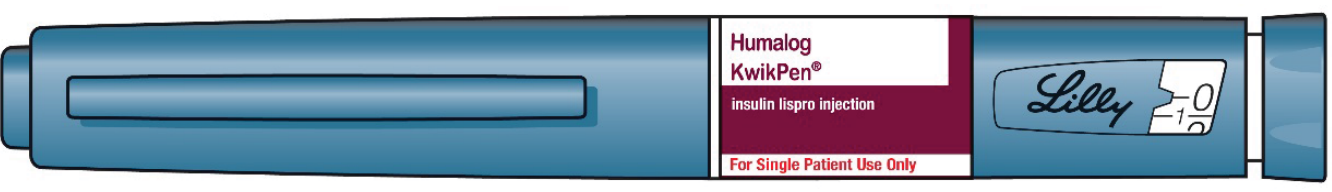 Humalog
KwikPen®
insulin lispro injection
For Single Patient Use Only
Lilly
0
1